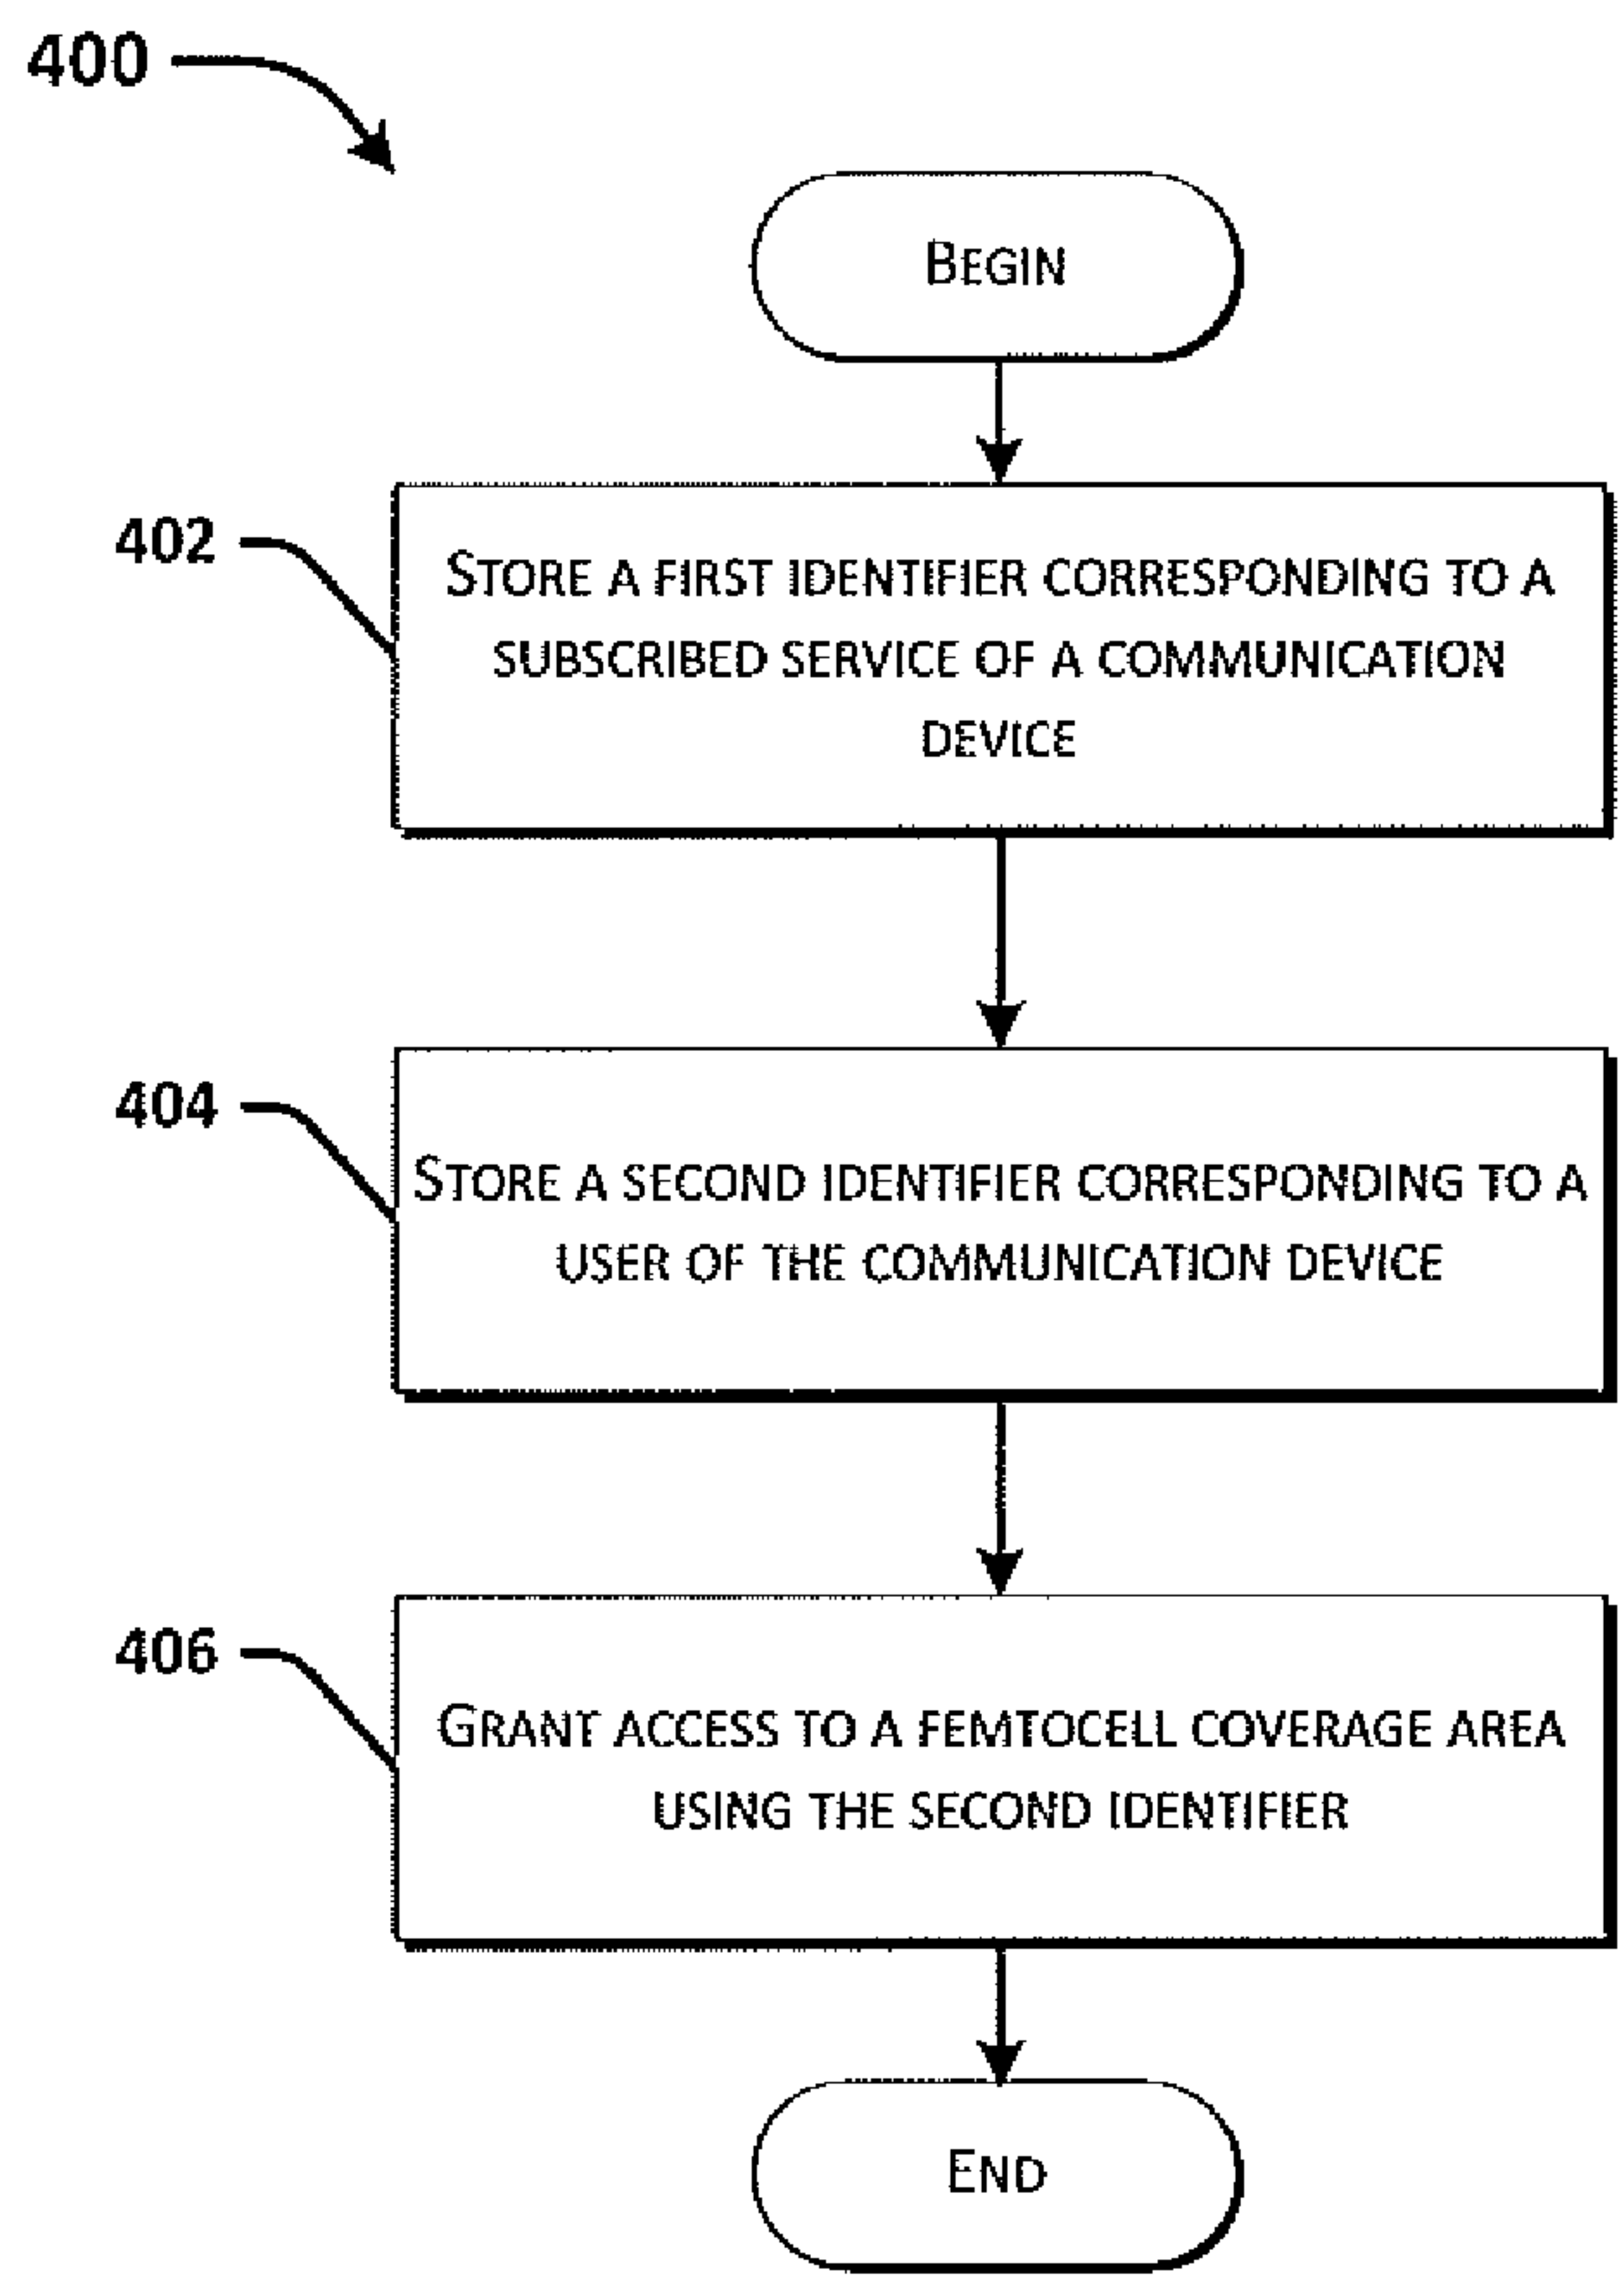 400
BEGIN
402
STORE A FIRST IDENTIFIER CORRESPONDING TO A
SUBSCRIBED SERVICE OF A COMMUNICATION
DEVICE
404
STORE A SECOND IDENTIFIER CORRESPONDING TO A
USER OF THE COMMUNICATION DEVICE
406
GRANT ACCESS TO A FEMTOCELL COVERAGE AREA
USING THE SECOND IDENTIFIER
END